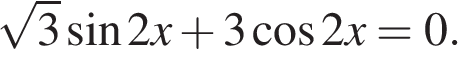 √3 sin 2x + 3 cos 2x = 0.